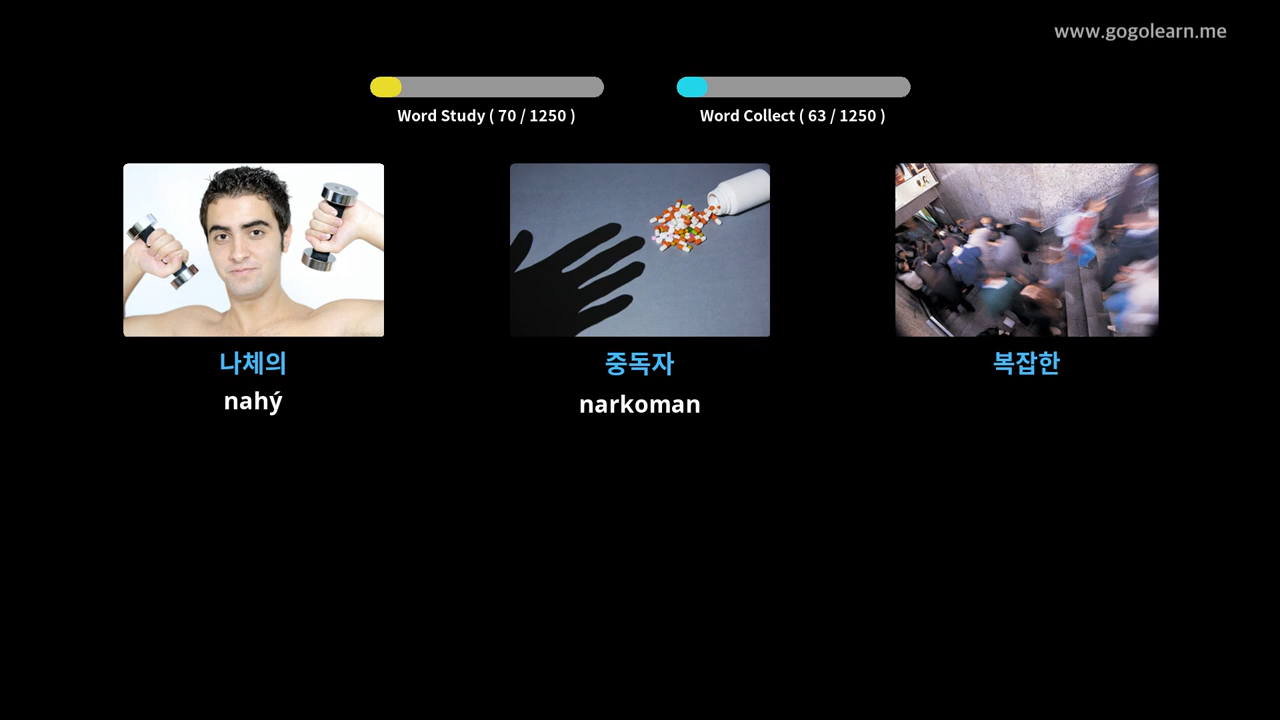 www.gogolearn.me
Word Study ( 70 / 1250 )
Word Collect ( 63 / 1250 )
나체의
중독자
복잡한
nahý
narkoman